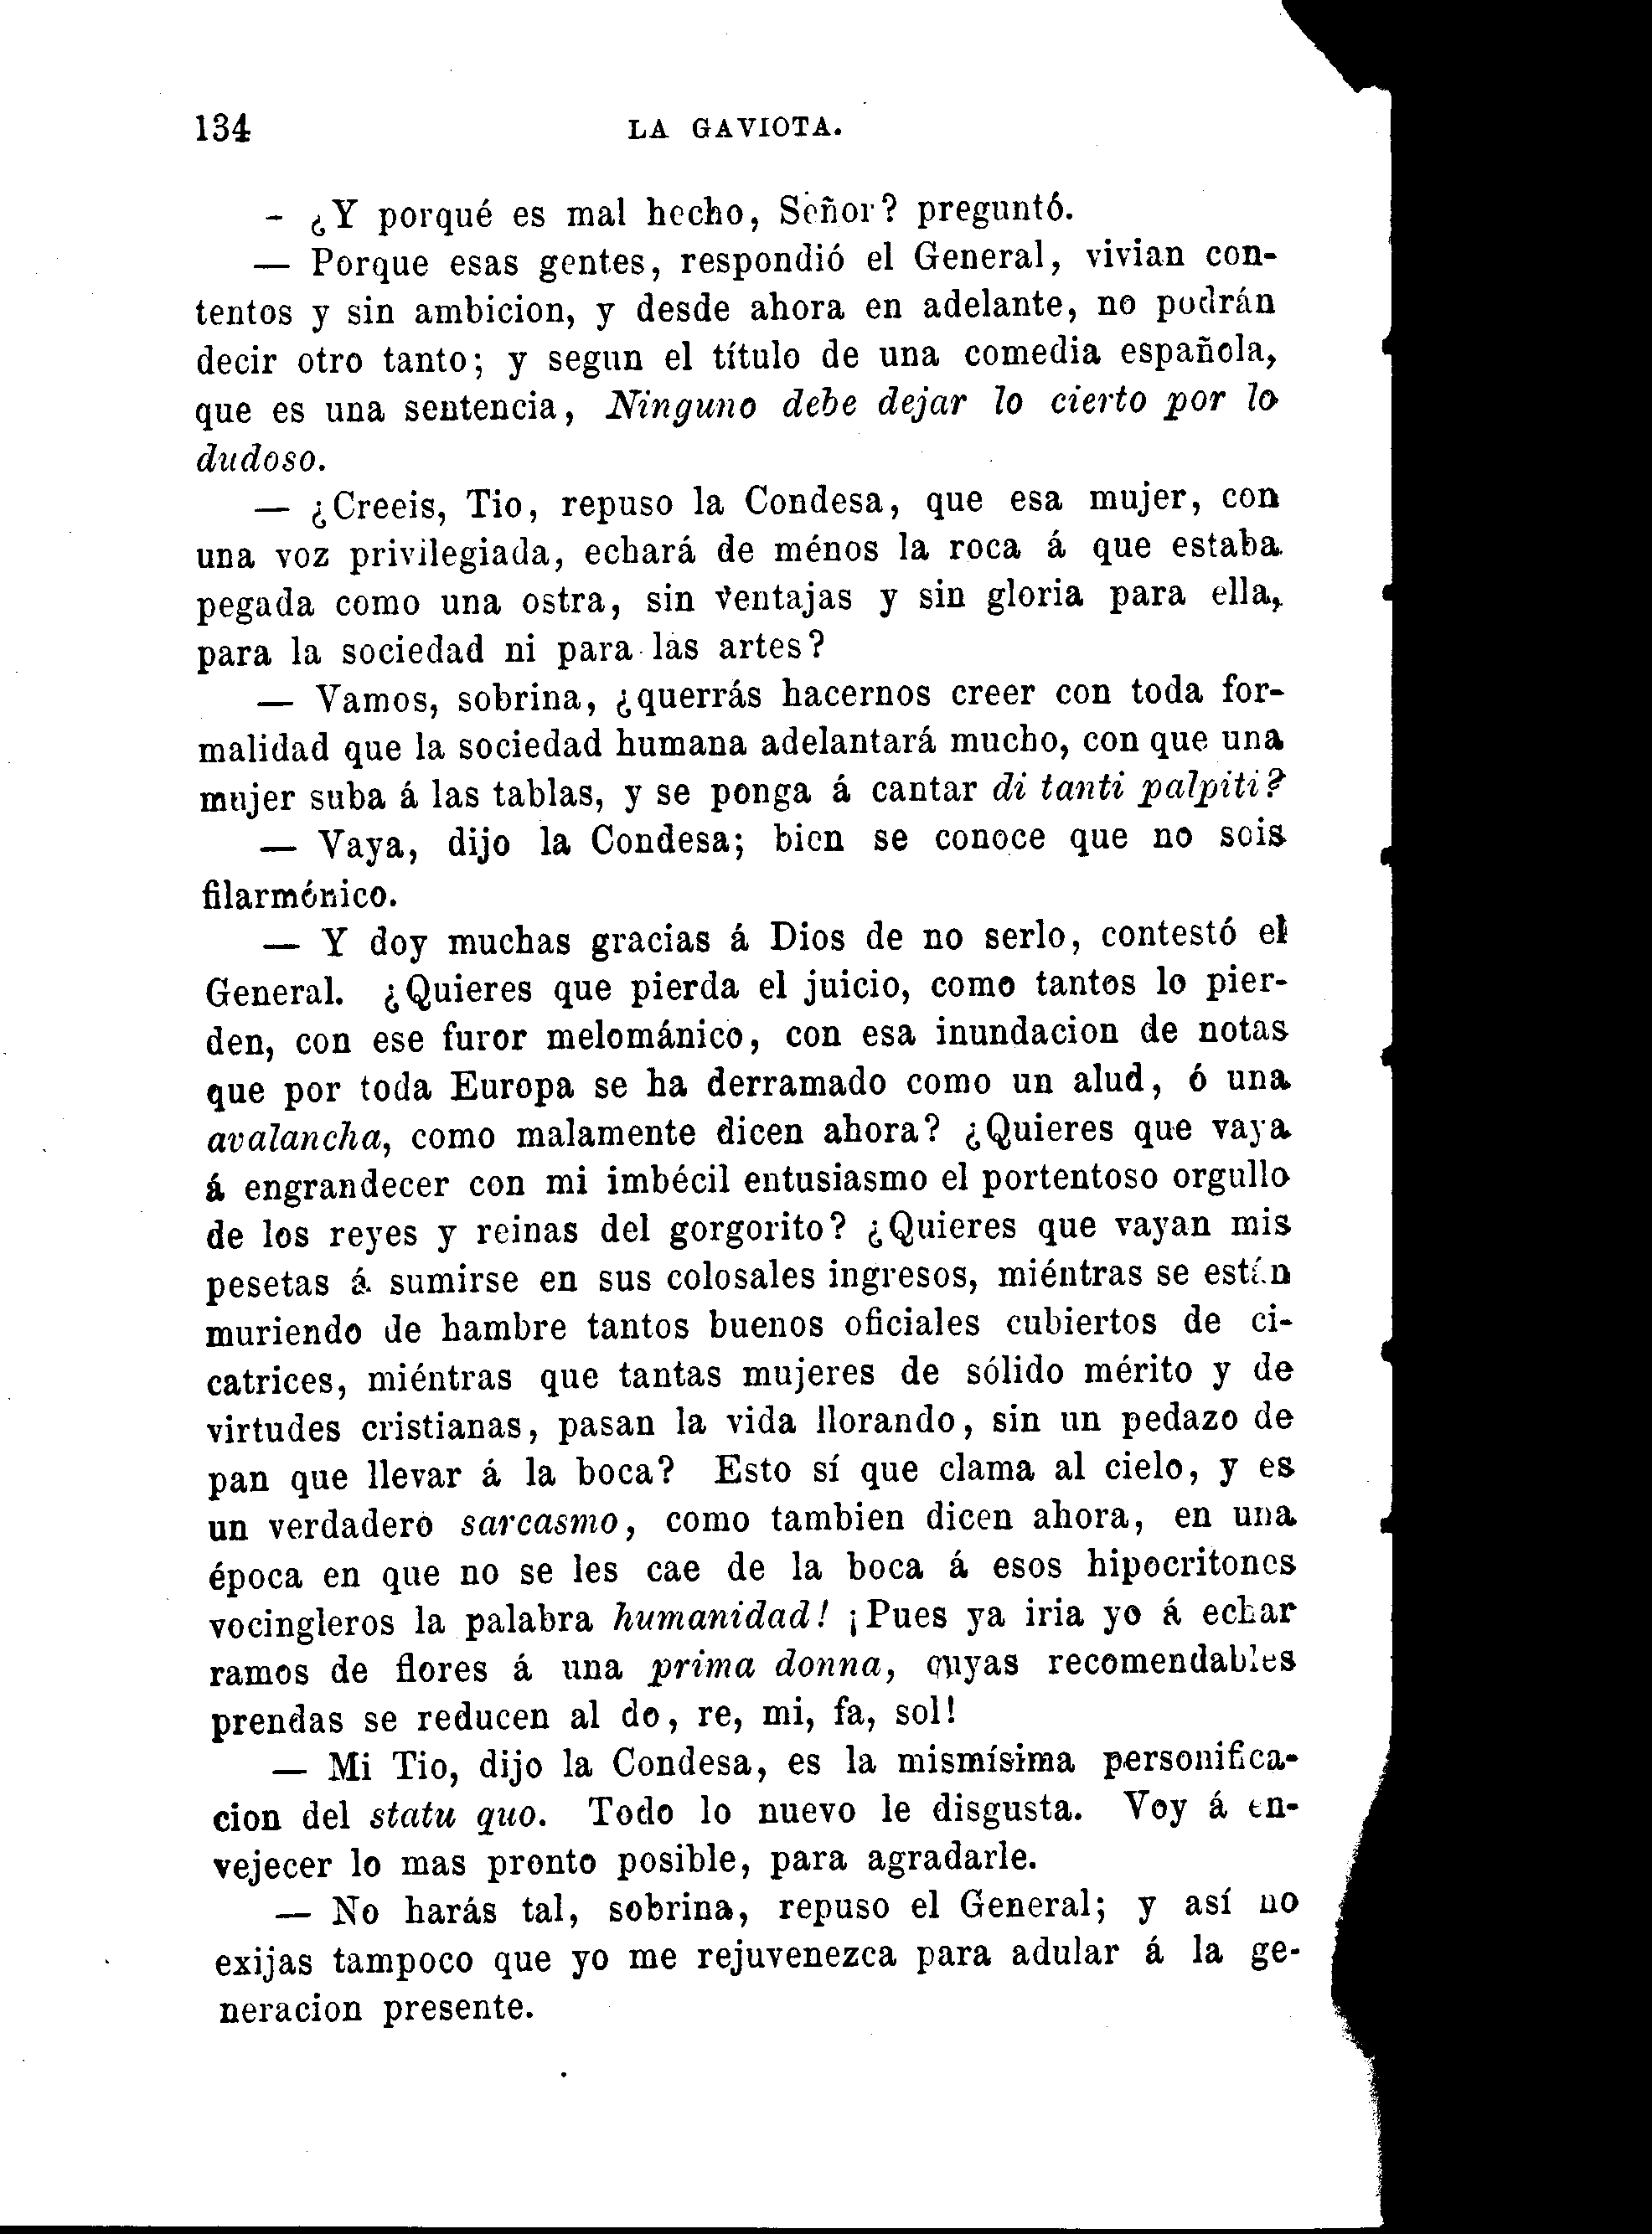 134 LA GAVIOTA.
- ¿Y porqué es mal hecho, Señor? preguntó.
— Porque esas gentes, respondió el General, vivian con-
tentos y sin ambicion, y desde ahora en adelante, no podrán
decir otro tanto; y segun el título de una comedia española,
que es una sentencia, Ninguno debe dejar lo cierto por lo
dudoso.
— ¿Creeis, Tio, repuso la Condesa, que esa mujer, con
una voz privilegiada, echará de ménos la roca á que estaba
pegada como una ostra, sin ventajas y sin gloria para ella,
para la sociedad ni para las artes?
— Vamos, sobrina, ¿querrás hacernos creer con toda for-
malidad que la sociedad humana adelantará mucho, con que una
mujer suba á las tablas, y se ponga á cantar di tanti palpiti?
— Vaya, dijo la Condesa; bien se conoce que no sois
filarmónico.
— Y doy muchas gracias á Dios de no serlo, contestó el
General. ¿Quieres que pierda el juicio, como tantos lo pier-
den, con ese furor melománico, con esa inundacion de notas
que por toda Europa se ha derramado como un alud, ó una
avalancha, como malamente dicen ahora? ¿Quieres que vaya
á engrandecer con mi imbécil entusiasmo el portentoso orgullo
de los reyes y reinas del gorgorito? ¿Quieres que vayan mis
pesetas á sumirse en sus colosales ingresos, miéntras se están
muriendo de hambre tantos buenos oficiales cubiertos de ci-
catrices, miéntras que tantas mujeres de sólido mérito y de
virtudes cristianas, pasan la vida llorando, sin un pedazo de
pan que llevar á la boca? Esto sí que clama al cielo, y es
un verdadero sarcasmo, como tambien dicen ahora, en una
época en que no se les cae de la boca á esos hipocritones
vocingleros la palabra humanidad! ¡Pues ya iria yo á echar
ramos de flores á una prima donna, cuyas recomendables
prendas se reducen al do, re, mi, fa, sol!
— Mi Tio, dijo la Condesa, es la mismísima personifica-
cion del statu quo. Todo lo nuevo le disgusta. Voy á en-
vejecer lo mas pronto posible, para agradarle.
— No harás tal, sobrina, repuso el General; y así no
exijas tampoco que yo me rejuvenezca para adular á la ge-
neracion presente.